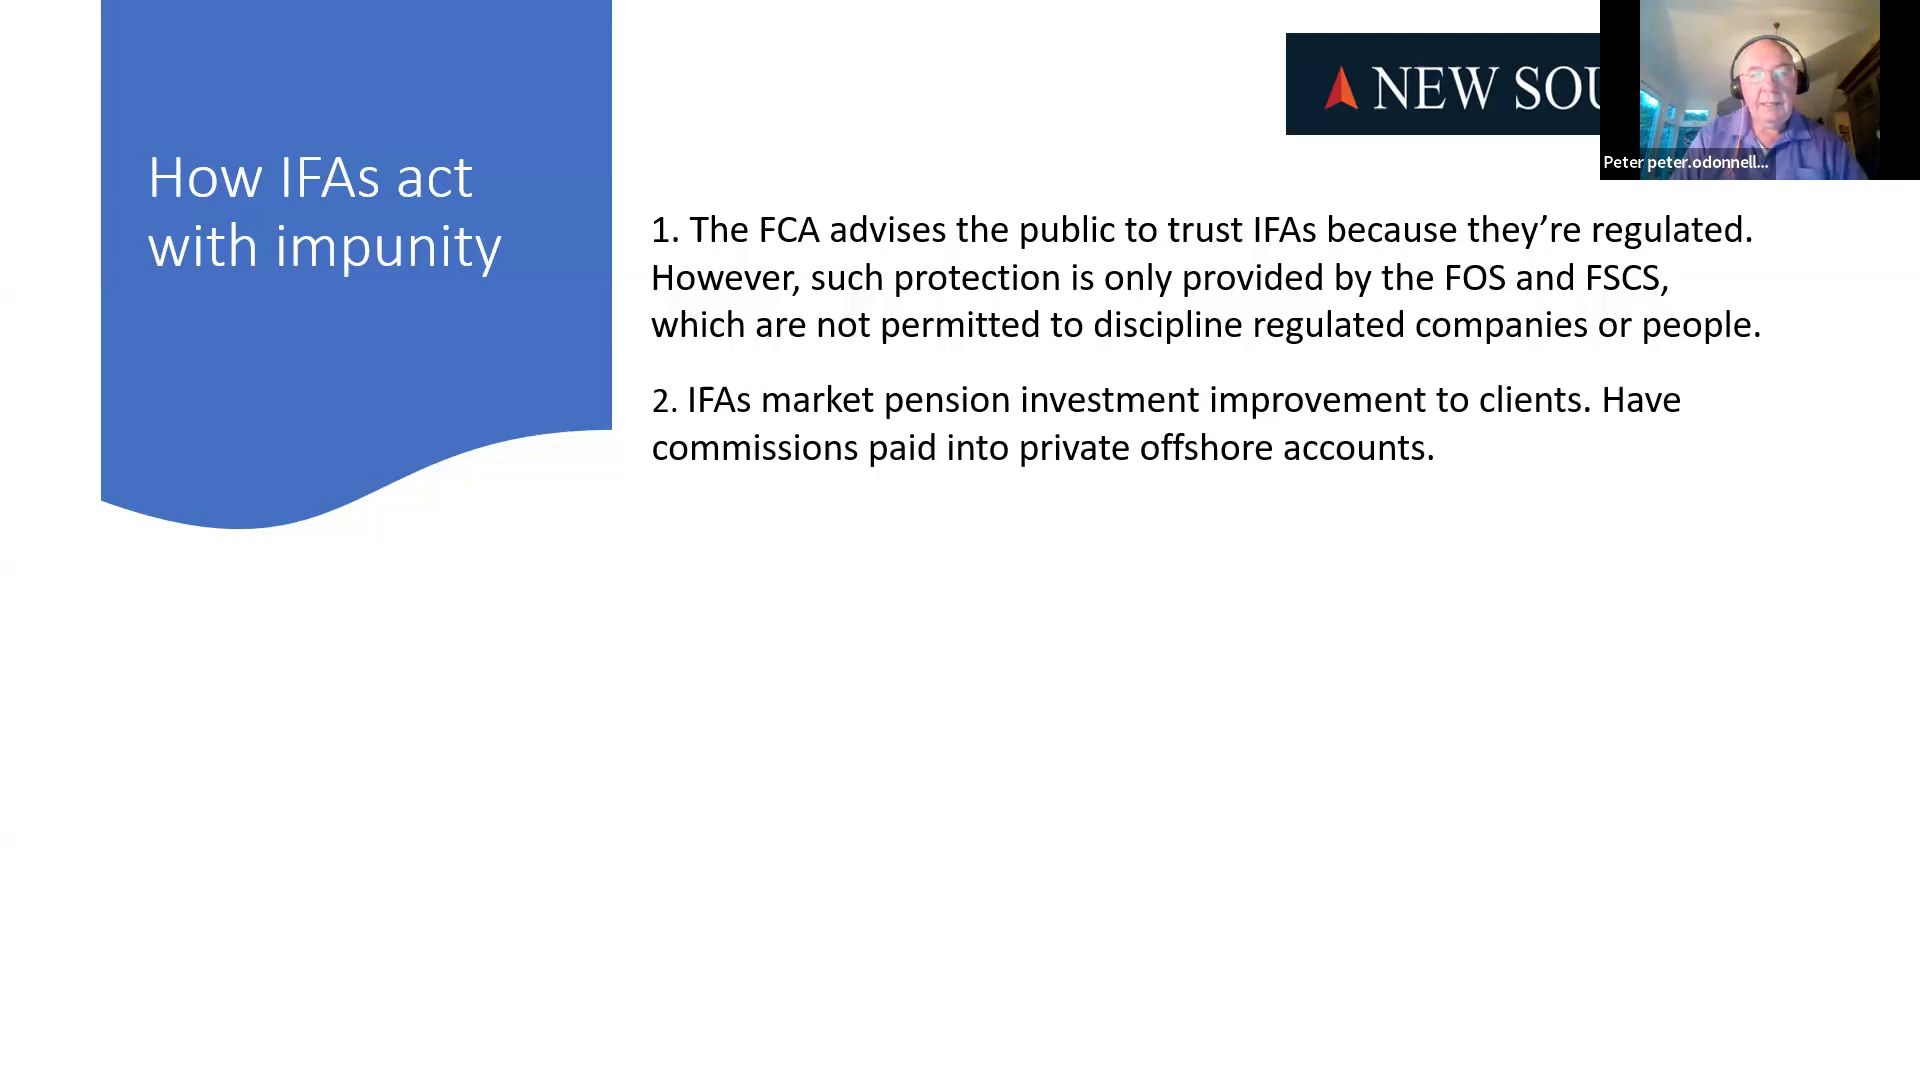 How IFAs act
with impunity
NEW SOU
Peter peter.odonnell...
1. The FCA advises the public to trust IFAs because they’re regulated.
However, such protection is only provided by the FOS and FSCS,
which are not permitted to discipline regulated companies or people.
2. IFAs market pension investment improvement to clients. Have
commissions paid into private offshore accounts.